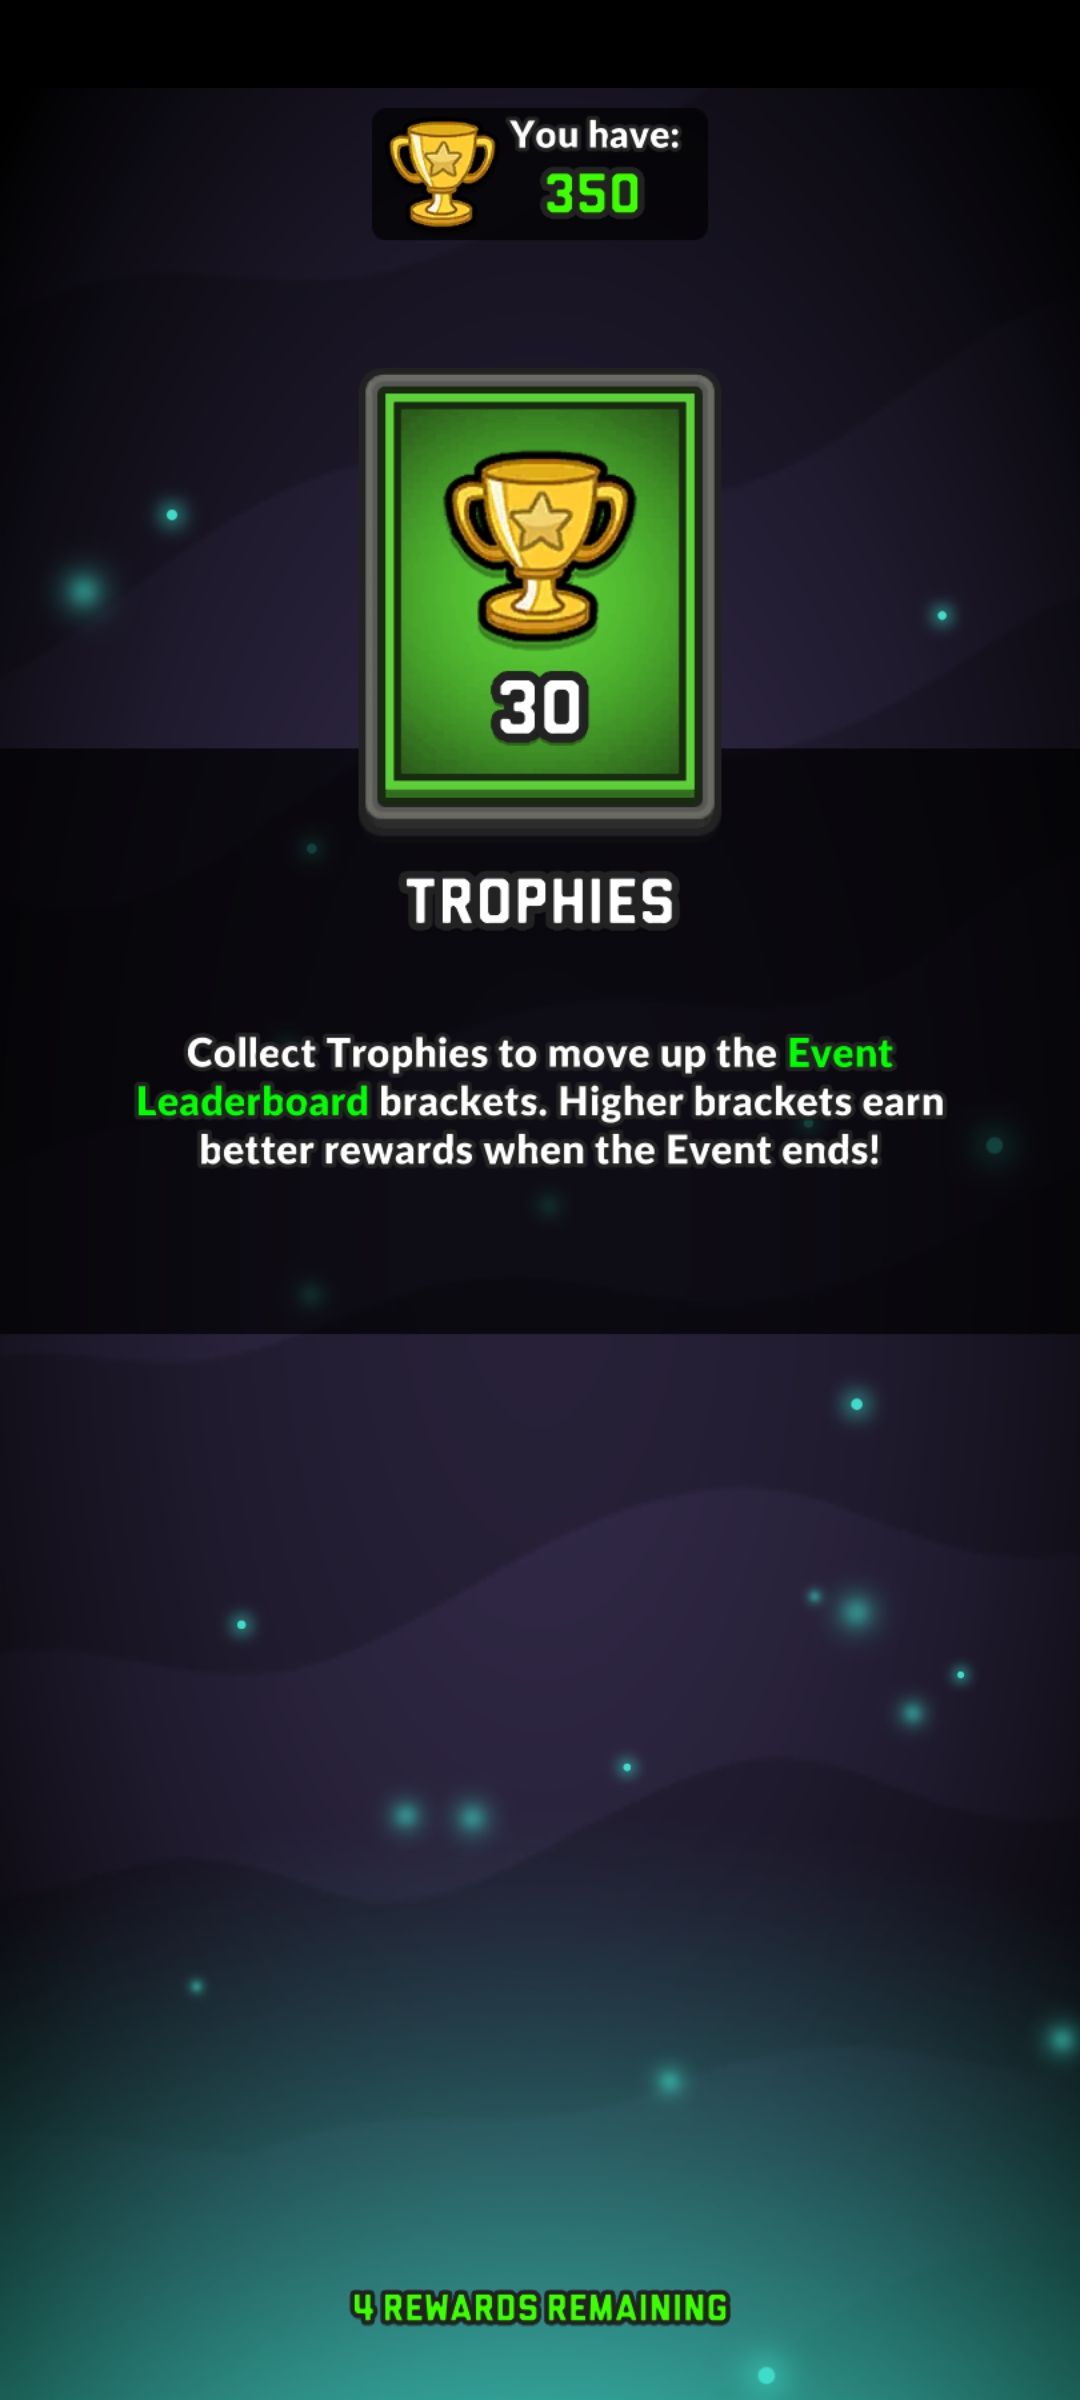 You have:
350
30
TROPHIES
Collect Trophies to move up the Event
Leaderboard brackets. Higher brackets earn
better rewards when the Event ends!
4 REWARDS REMAINING